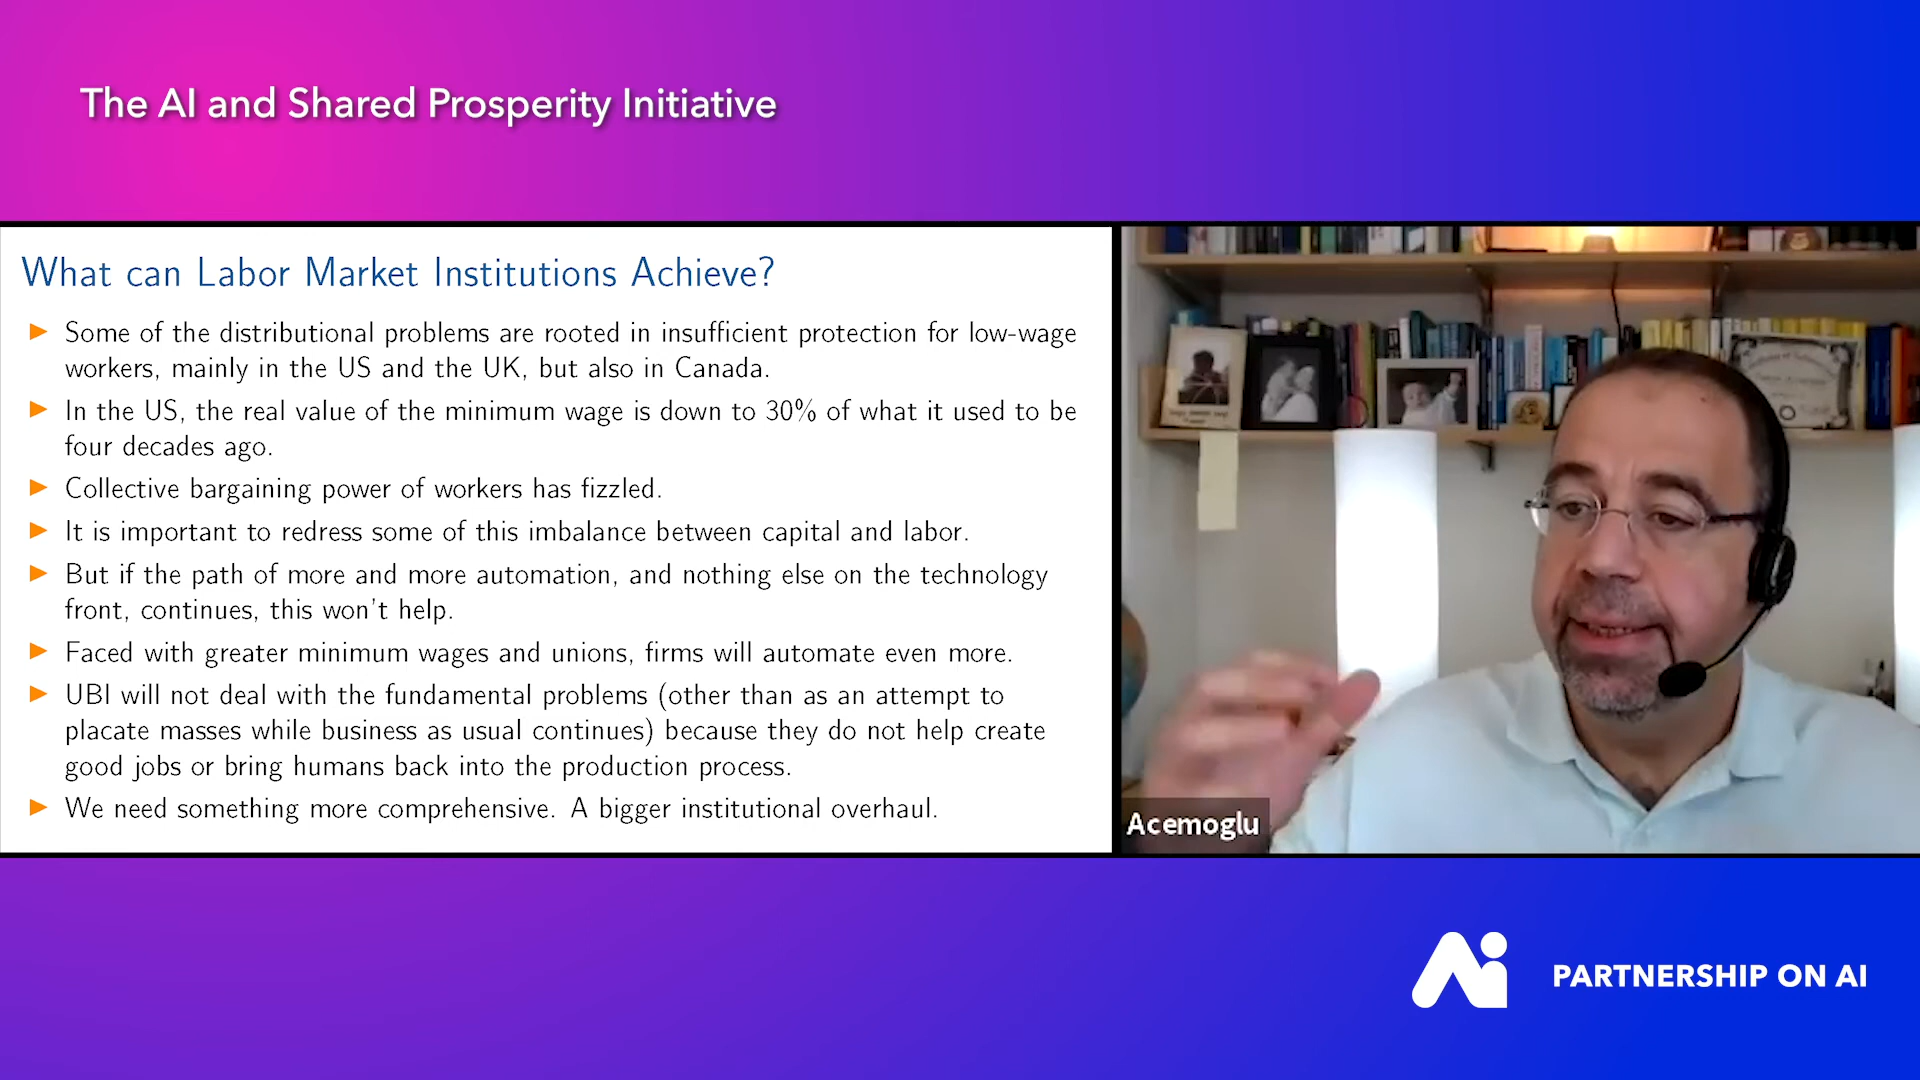 The AI and Shared Prosperity Initiative
What can Labor Market Institutions Achieve?
Some of the distributional problems are rooted in insufficient protection for low-wage
workers, mainly in the US and the UK, but also in Canada.
In the US, the real value of the minimum wage is down to 30% of what it used to be
four decades ago.
Collective bargaining power of workers has fizzled.
It is important to redress some of this imbalance between capital and labor.
But if the path of more and more automation, and nothing else on the technology
front, continues, this won't help.
Faced with greater minimum wages and unions, firms will automate even more.
UBI will not deal with the fundamental problems (other than as an attempt to
placate masses while business as usual continues) because they do not help create
good jobs or bring humans back into the production process.
We need something more comprehensive. A bigger institutional overhaul.
Acemoglu
PARTNERSHIP ON AI